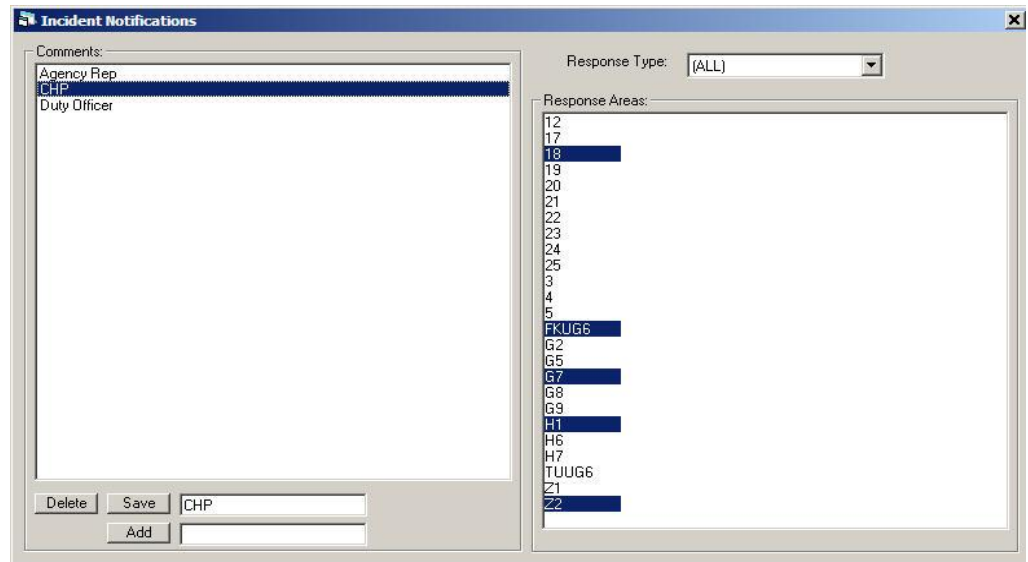 Incident Notifications
Comments:
Agency Rep
CHP
Duty Officer
Delete
Save
CHP
Add
Response Type:
(ALL)
Response Areas:
12
17
18
19
20
21
22
23
24
25
3
4
5
FKUG6
G2
G5
G7
G8
G9
H1
H6
H7
TUUG6
Z1
Z2